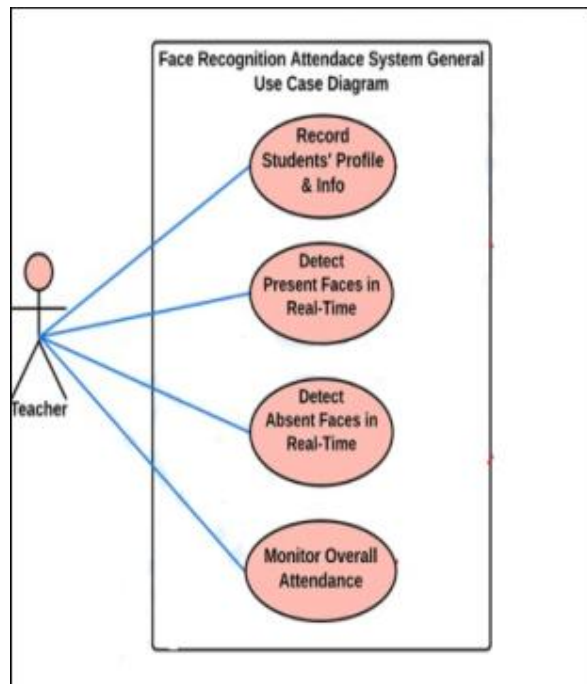 Face Recognition Attendace System General
Use Case Diagram
Record
Students' Profile
& Info
Detect
Present Faces in
Real-Time
Detect
Absent Faces in
Real-Time
Teacher
Monitor Overall
Attendance